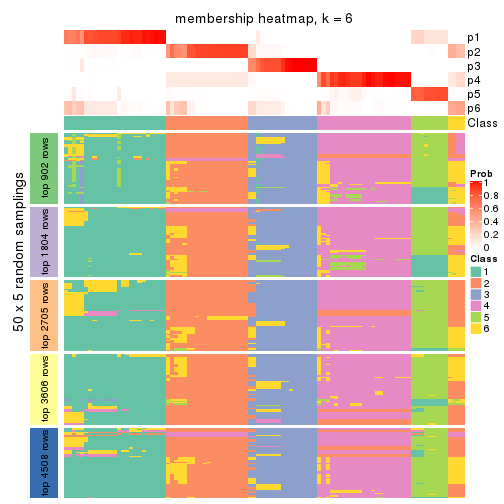 membership heatmap, k = 6
p1
p2
p3
p4
p5
p6
Class
50 x 5 random samplings
top 902 rows
top 1804 rows
top 2705 rows
top 3606 rows
top 4508 rows
Prob
1
0.8
0.6
0.4
0.2
0
Class
1
2
3
4
5
6